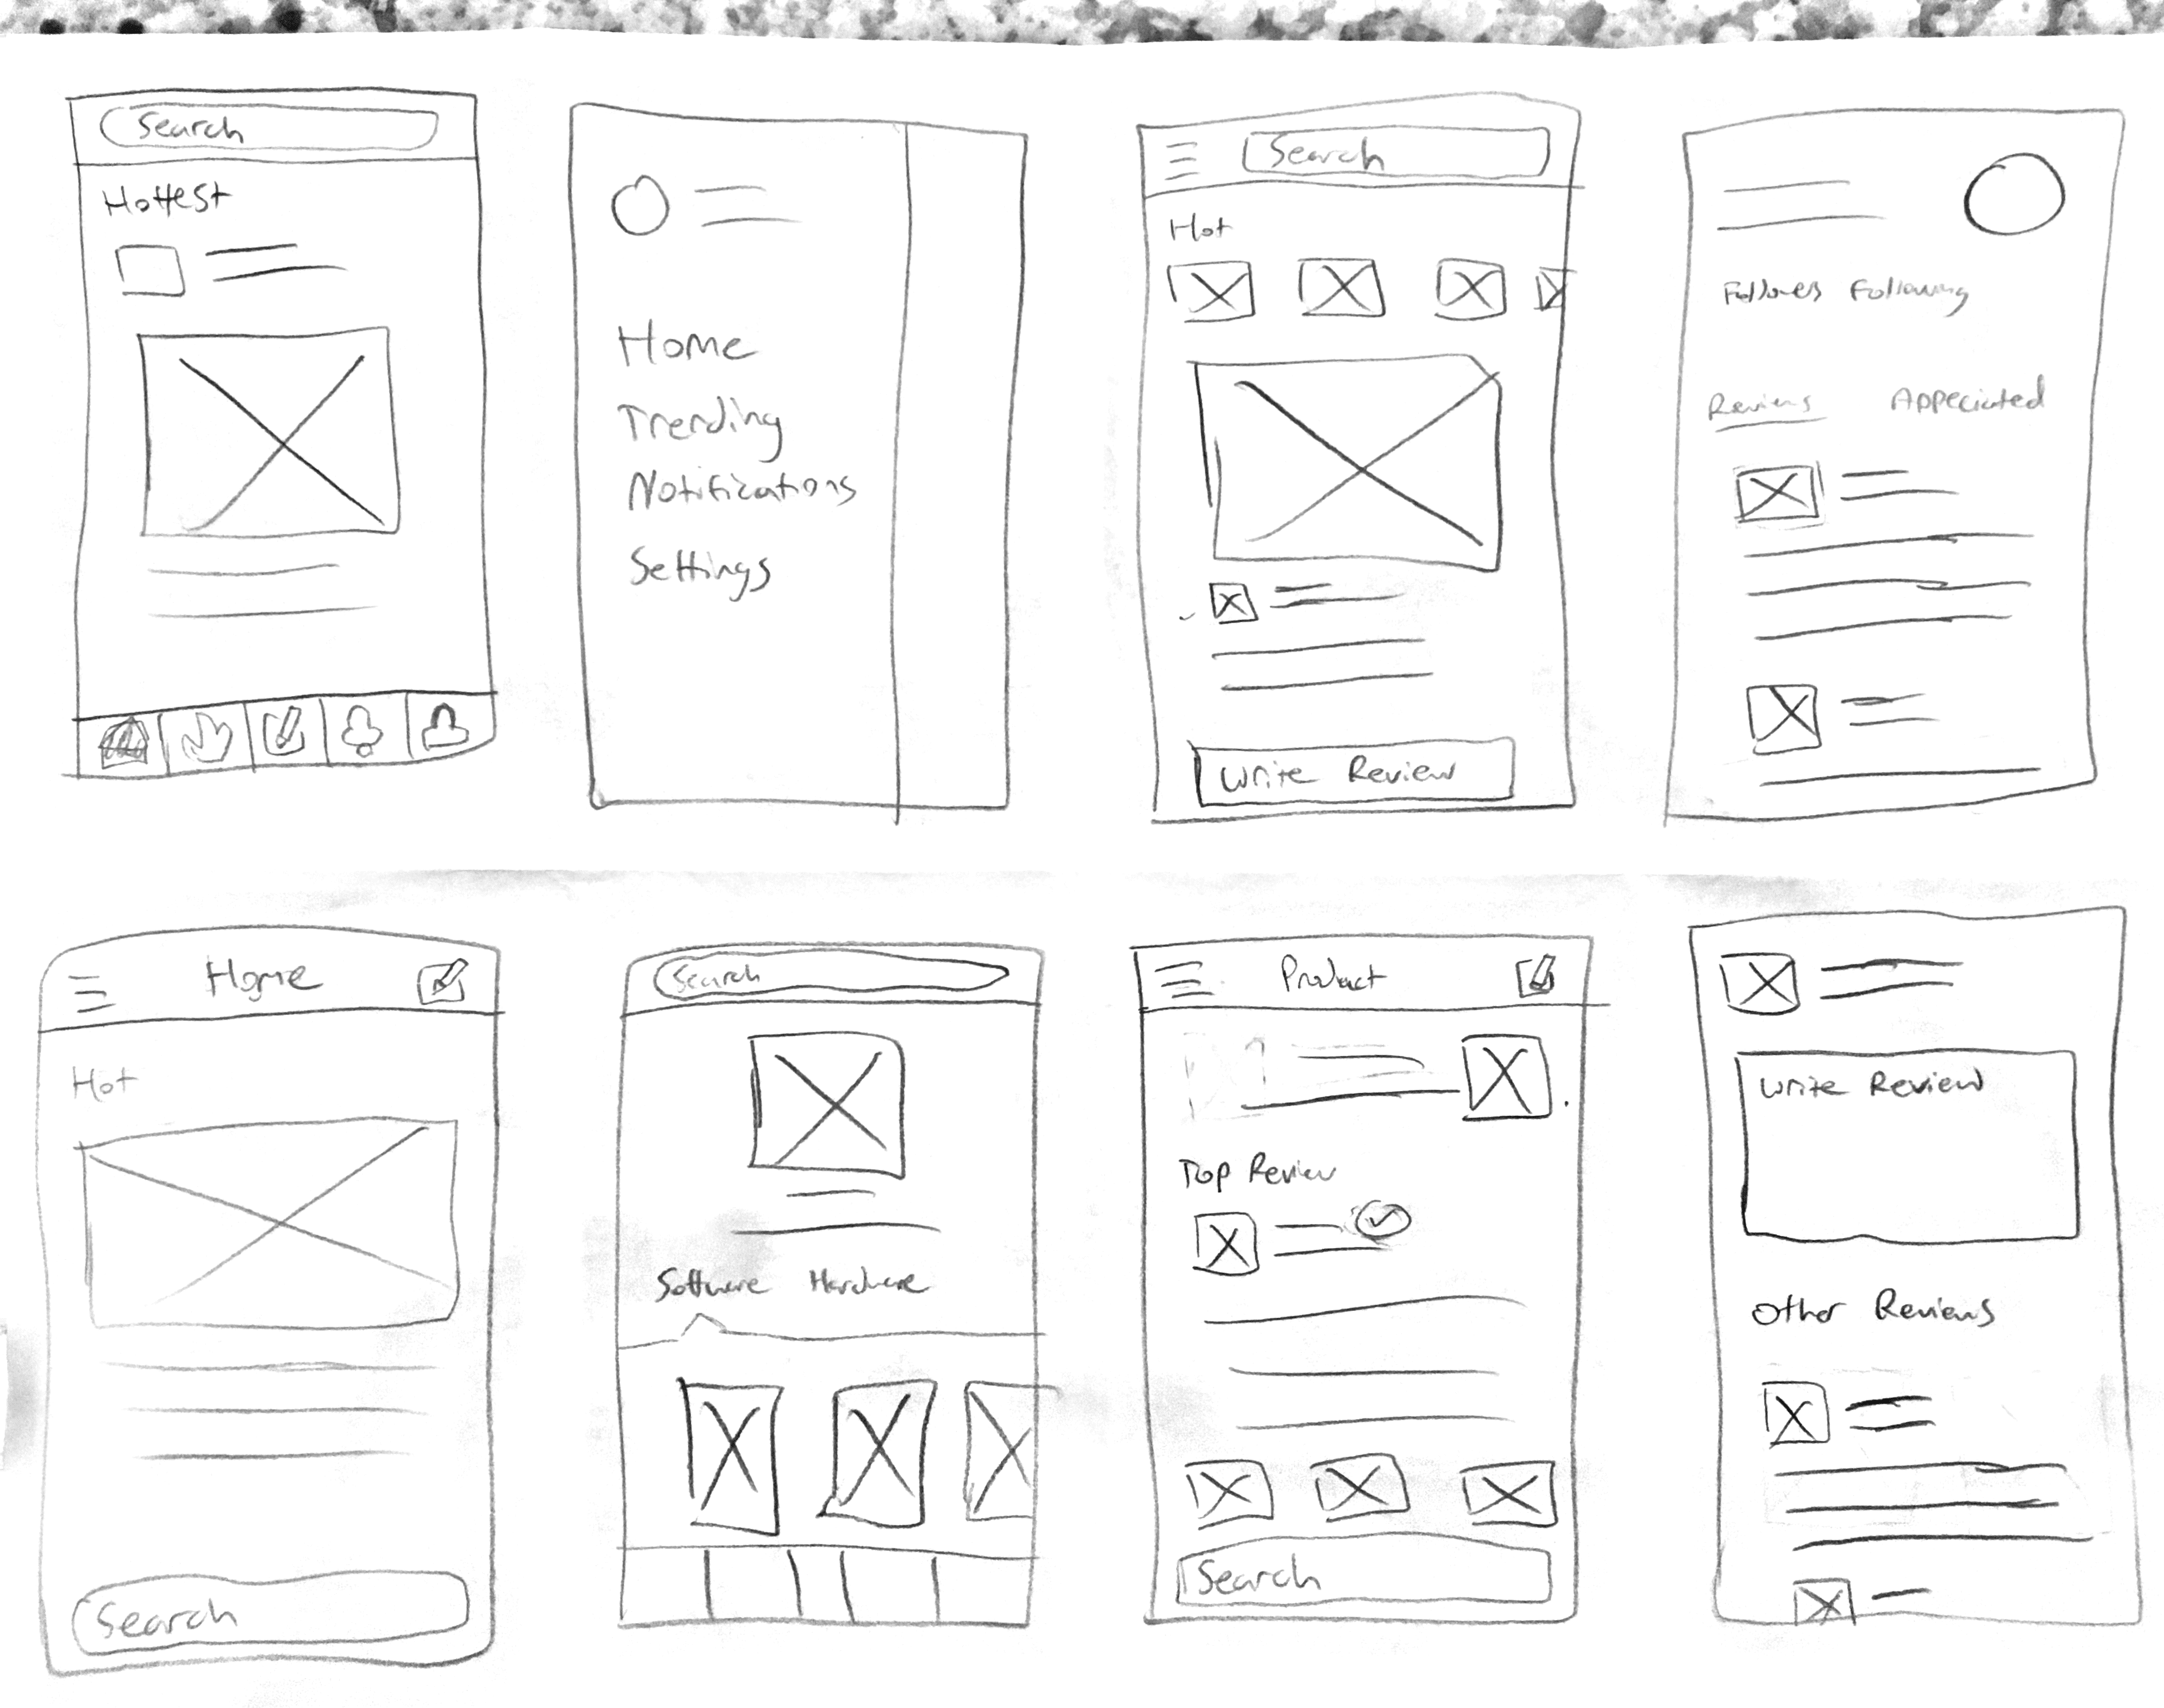 Search
Hottest
Home
Trending
Notifications
Settings
Search
Hot
Write Review
Followers Following
Reviews Appeciated
Home
Hot
Search
Search
Software Hardware
Product
Top Review
Search
Write Review
Other Reviews